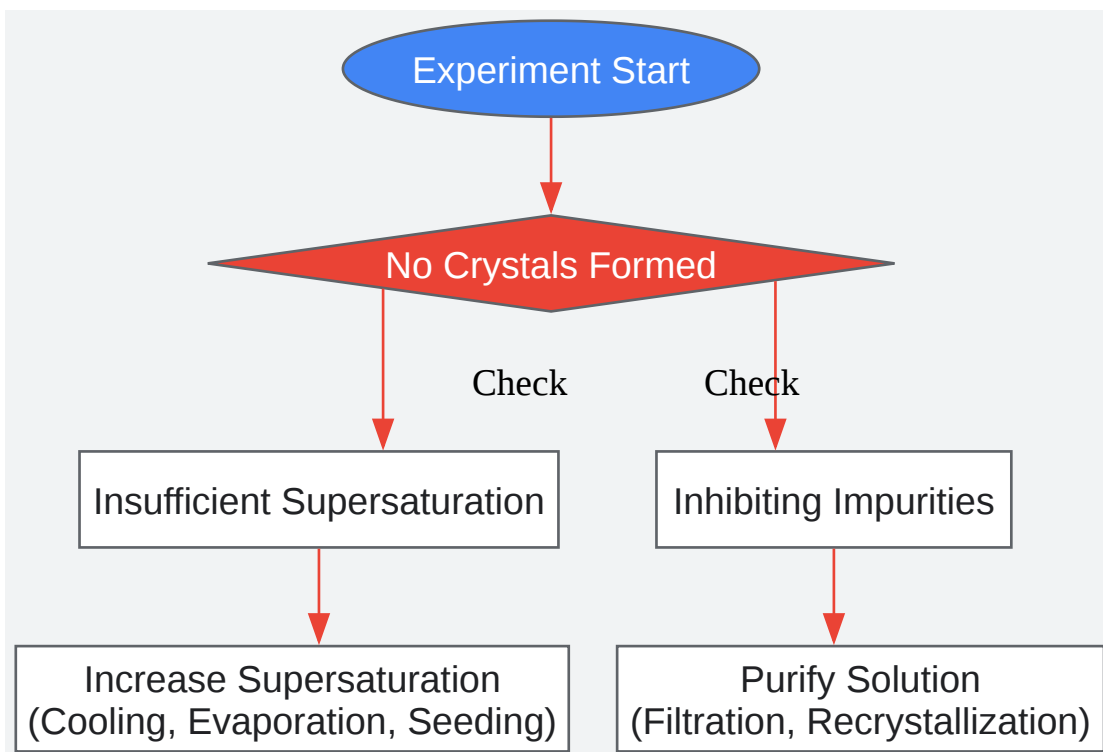 Experiment Start
No Crystals Formed
Check
Check
Insufficient Supersaturation
Inhibiting Impurities
Increase Supersaturation
(Cooling, Evaporation, Seeding)
Purify Solution
(Filtration, Recrystallization)